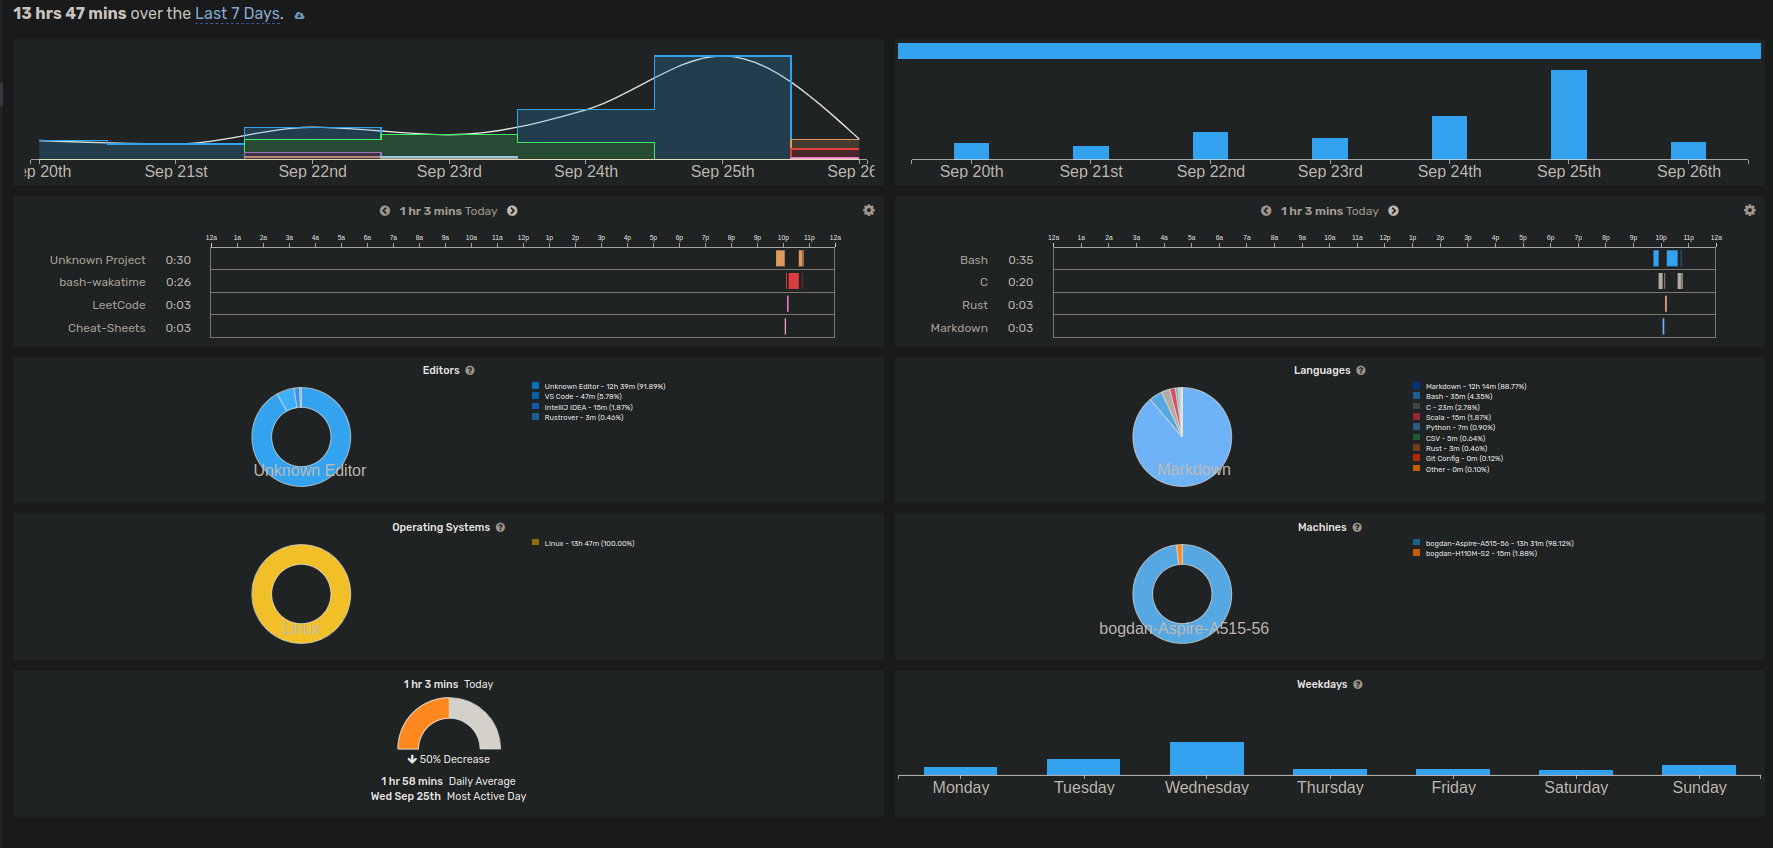 13 hrs 47 mins over the Last 7 Days.
ep 20th Sep 21st Sep 22nd Sep 23rd Sep 24th Sep 25th Sep 26
Sep 20th Sep 21st Sep 22nd Sep 23rd Sep 24th Sep 25th Sep 26th
1 hr 3 mins Today
12a 1a 2a 3a 4a 5a 6a 7a 8a 9a 10a 11a 12p 1p 2p 3p 4p 5p 6p 7p 8p 9p 10p 11p 12a
Unknown Project 0:30
bash-wakatime 0:26
LeetCode 0:03
Cheat-Sheets 0:03
1 hr 3 mins Today
12a 1a 2a 3a 4a 5a 6a 7a 8a 9a 10a 11a 12p 1p 2p 3p 4p 5p 6p 7p 8p 9p 10p 11p 12a
Bash 0:35
C 0:20
Rust 0:03
Markdown 0:03
Editors ?
Unknown Editor - 12h 39m (91.89%)
VS Code - 47m (5.78%)
IntelliJ IDEA - 15m (1.87%)
Rustrover - 3m (0.46%)
Unknown Editor
Languages ?
Markdown - 12h 14m (88.77%)
Bash - 35m (4.35%)
C - 23m (2.78%)
Scala - 15m (1.87%)
Python - 7m (0.90%)
CSV - 5m (0.64%)
Rust - 3m (0.46%)
Git Config - 0m (0.12%)
Other - 0m (0.10%)
Markdown
Operating Systems ?
Linux - 13h 47m (100.00%)
Linux
Machines ?
bogdan-Aspire-A515-56 - 13h 31m (98.12%)
bogdan-H110M-S2 - 15m (1.88%)
bogdan-Aspire-A515-56
1 hr 3 mins Today
50% Decrease
1 hr 58 mins Daily Average
Wed Sep 25th Most Active Day
Weekdays ?
Monday Tuesday Wednesday Thursday Friday Saturday Sunday